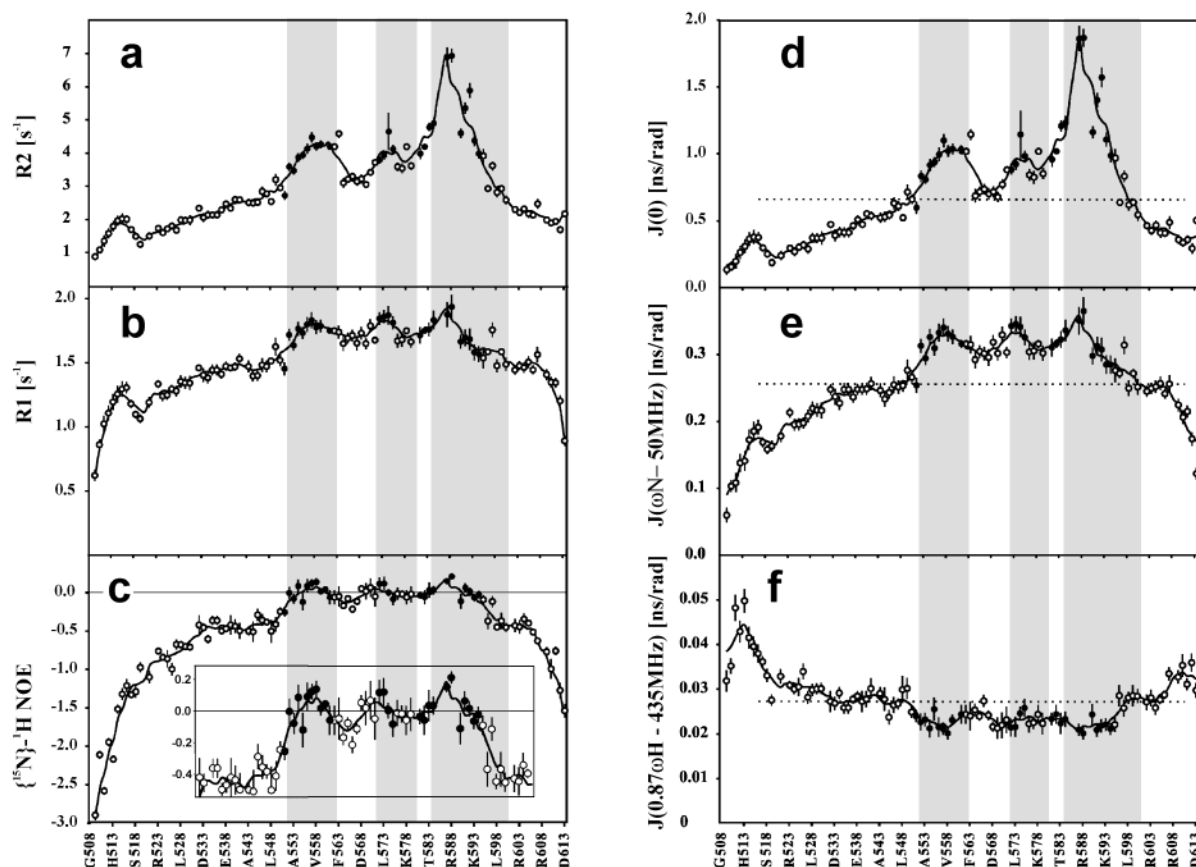 a
R2 [s⁻¹]
7
6
5
4
3
2
1
b
R1 [s⁻¹]
2.0
1.5
1.0
0.5
c
{¹⁵N}-¹H NOE
0.0
-0.5
-1.0
-1.5
-2.0
-2.5
-3.0
0.2
0.0
-0.4
G508
H513
S518
R523
L528
D533
E538
A543
L548
A553
V558
F563
D568
L573
K578
T583
R588
K593
L598
R603
R608
D613
d
J(0) [ns/rad]
2.0
1.5
1.0
0.5
0.0
e
J(ωN– 50MHz) [ns/rad]
0.3
0.2
0.1
0.0
f
J(0.87ωH - 435MHz) [ns/rad]
0.05
0.04
0.03
0.02
0.01
0
G508
H513
S518
R523
L528
D533
E538
A543
L548
A553
V558
F563
D568
L573
K578
T583
R588
K593
L598
R603
R608
D613